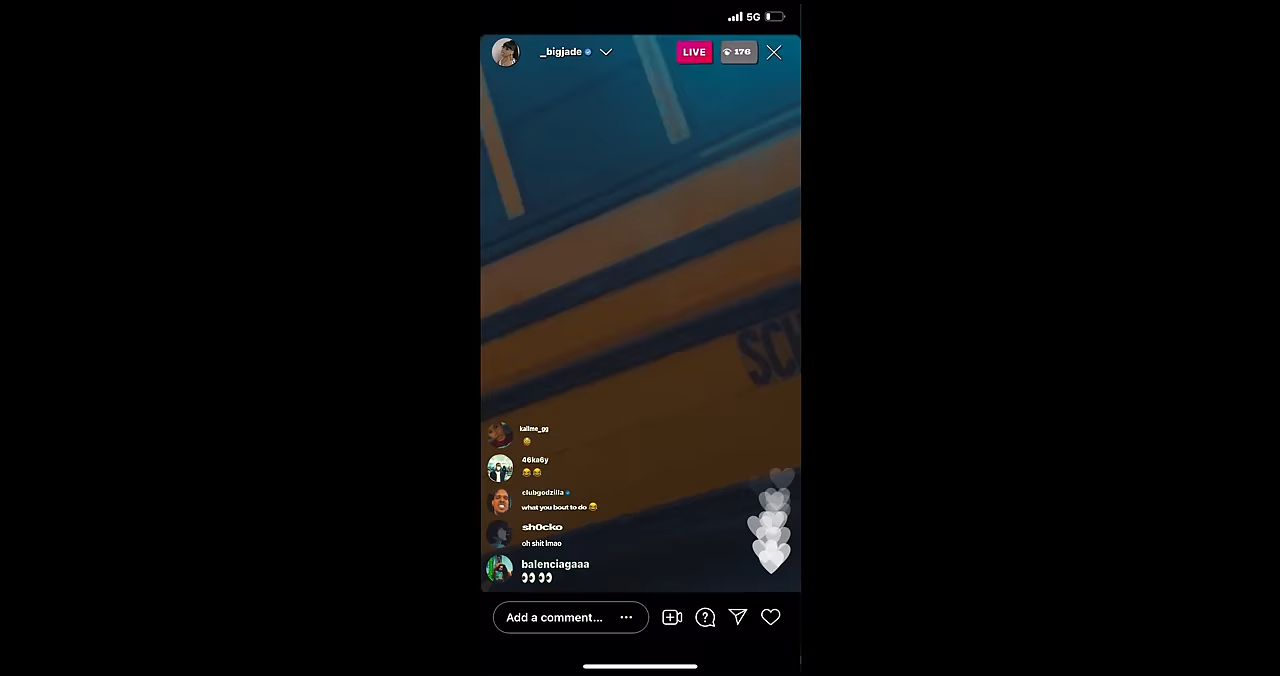 5G
_bigjade
LIVE
176
SCH
kallme_gg
😂
46ka6y
😂😂
clubgodzilla
what you bout to do 😂
sh0cko
oh shit lmao
balenciagaaa
👀 👀
Add a comment...